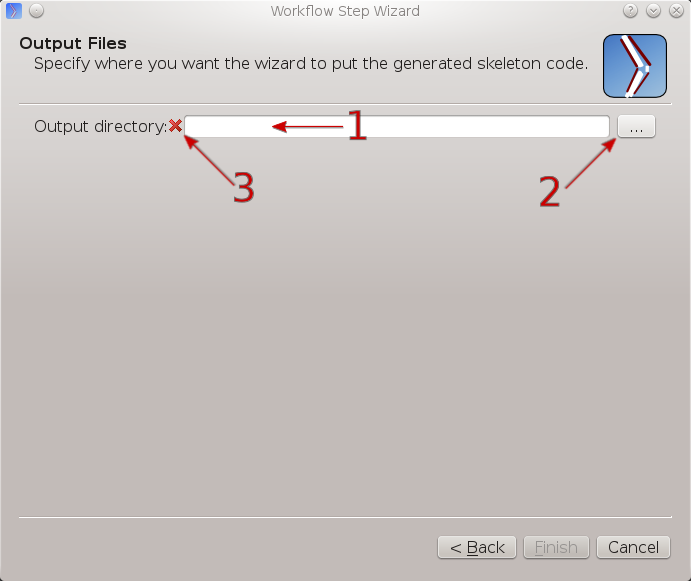 Workflow Step Wizard
Output Files
Specify where you want the wizard to put the generated skeleton code.
Output directory:
1
...
3
2
< Back
Finish
Cancel